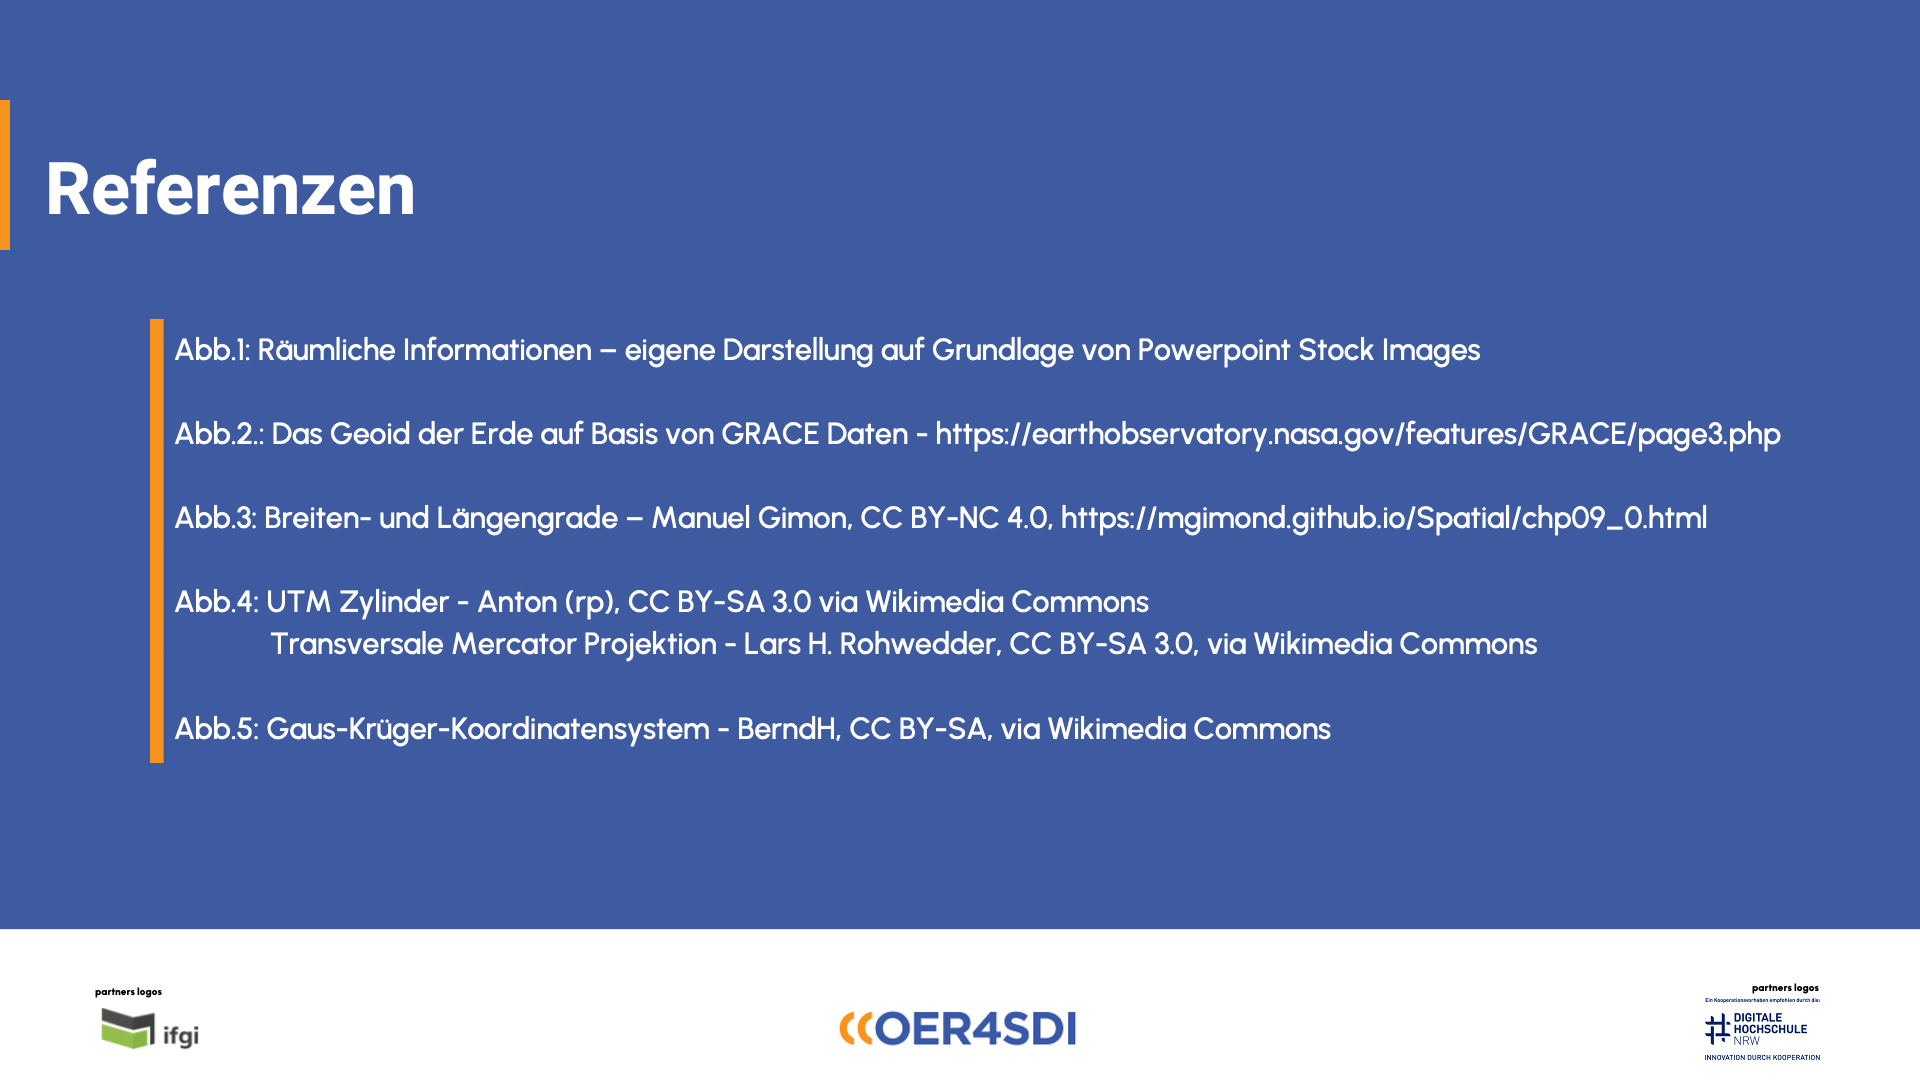 Referenzen
Abb.1: Räumliche Informationen – eigene Darstellung auf Grundlage von Powerpoint Stock Images
Abb.2.: Das Geoid der Erde auf Basis von GRACE Daten - https://earthobservatory.nasa.gov/features/GRACE/page3.php
Abb.3: Breiten- und Längengrade – Manuel Gimon, CC BY-NC 4.0, https://mgimond.github.io/Spatial/chp09_0.html
Abb.4: UTM Zylinder - Anton (rp), CC BY-SA 3.0 via Wikimedia Commons
Transversale Mercator Projektion - Lars H. Rohwedder, CC BY-SA 3.0, via Wikimedia Commons
Abb.5: Gaus-Krüger-Koordinatensystem - BerndH, CC BY-SA, via Wikimedia Commons
partners logos
ifgi
OER4SDI
partners logos
Ein Kooperationsvorhaben empfohlen durch die:
DIGITALE
HOCHSCHULE
NRW
INNOVATION DURCH KOOPERATION